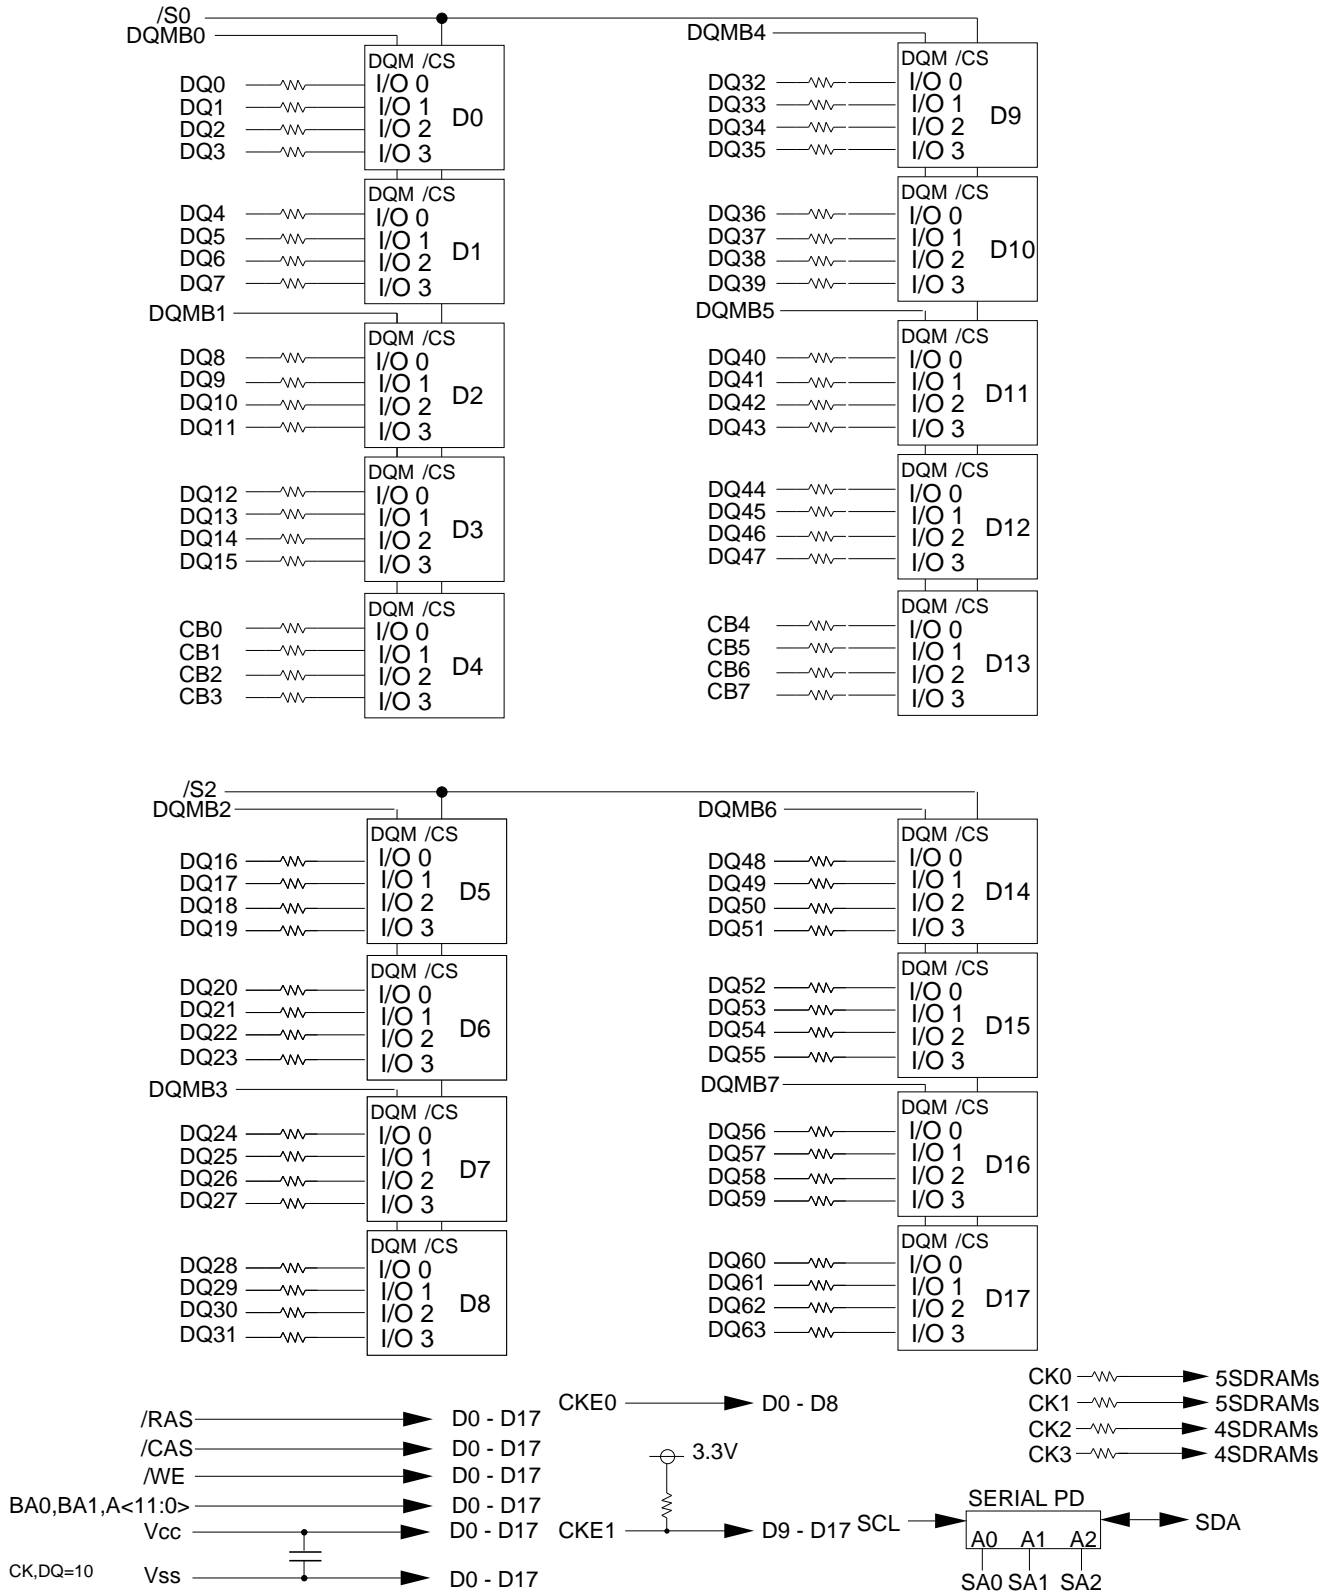 /S0
DQMB0
DQM /CS
DQ0 I/O 0
DQ1 I/O 1
DQ2 I/O 2
DQ3 I/O 3
D0
DQM /CS
DQ4 I/O 0
DQ5 I/O 1
DQ6 I/O 2
DQ7 I/O 3
D1
DQMB1
DQM /CS
DQ8 I/O 0
DQ9 I/O 1
DQ10 I/O 2
DQ11 I/O 3
D2
DQM /CS
DQ12 I/O 0
DQ13 I/O 1
DQ14 I/O 2
DQ15 I/O 3
D3
DQM /CS
CB0 I/O 0
CB1 I/O 1
CB2 I/O 2
CB3 I/O 3
D4
DQMB4
DQM /CS
DQ32 I/O 0
DQ33 I/O 1
DQ34 I/O 2
DQ35 I/O 3
D9
DQM /CS
DQ36 I/O 0
DQ37 I/O 1
DQ38 I/O 2
DQ39 I/O 3
D10
DQMB5
DQM /CS
DQ40 I/O 0
DQ41 I/O 1
DQ42 I/O 2
DQ43 I/O 3
D11
DQM /CS
DQ44 I/O 0
DQ45 I/O 1
DQ46 I/O 2
DQ47 I/O 3
D12
DQM /CS
CB4 I/O 0
CB5 I/O 1
CB6 I/O 2
CB7 I/O 3
D13
/S2
DQMB2
DQM /CS
DQ16 I/O 0
DQ17 I/O 1
DQ18 I/O 2
DQ19 I/O 3
D5
DQM /CS
DQ20 I/O 0
DQ21 I/O 1
DQ22 I/O 2
DQ23 I/O 3
D6
DQMB3
DQM /CS
DQ24 I/O 0
DQ25 I/O 1
DQ26 I/O 2
DQ27 I/O 3
D7
DQM /CS
DQ28 I/O 0
DQ29 I/O 1
DQ30 I/O 2
DQ31 I/O 3
D8
DQMB6
DQM /CS
DQ48 I/O 0
DQ49 I/O 1
DQ50 I/O 2
DQ51 I/O 3
D14
DQM /CS
DQ52 I/O 0
DQ53 I/O 1
DQ54 I/O 2
DQ55 I/O 3
D15
DQMB7
DQM /CS
DQ56 I/O 0
DQ57 I/O 1
DQ58 I/O 2
DQ59 I/O 3
D16
DQM /CS
DQ60 I/O 0
DQ61 I/O 1
DQ62 I/O 2
DQ63 I/O 3
D17
/RAS D0 - D17
/CAS D0 - D17
/WE D0 - D17
BA0,BA1,A<11:0> D0 - D17
Vcc D0 - D17
CK,DQ=10 Vss D0 - D17
CKE0 D0 - D8
3.3V
CKE1 D9 - D17
CK0 5SDRAMs
CK1 5SDRAMs
CK2 4SDRAMs
CK3 4SDRAMs
SERIAL PD
SCL SDA
A0 A1 A2
SA0 SA1 SA2